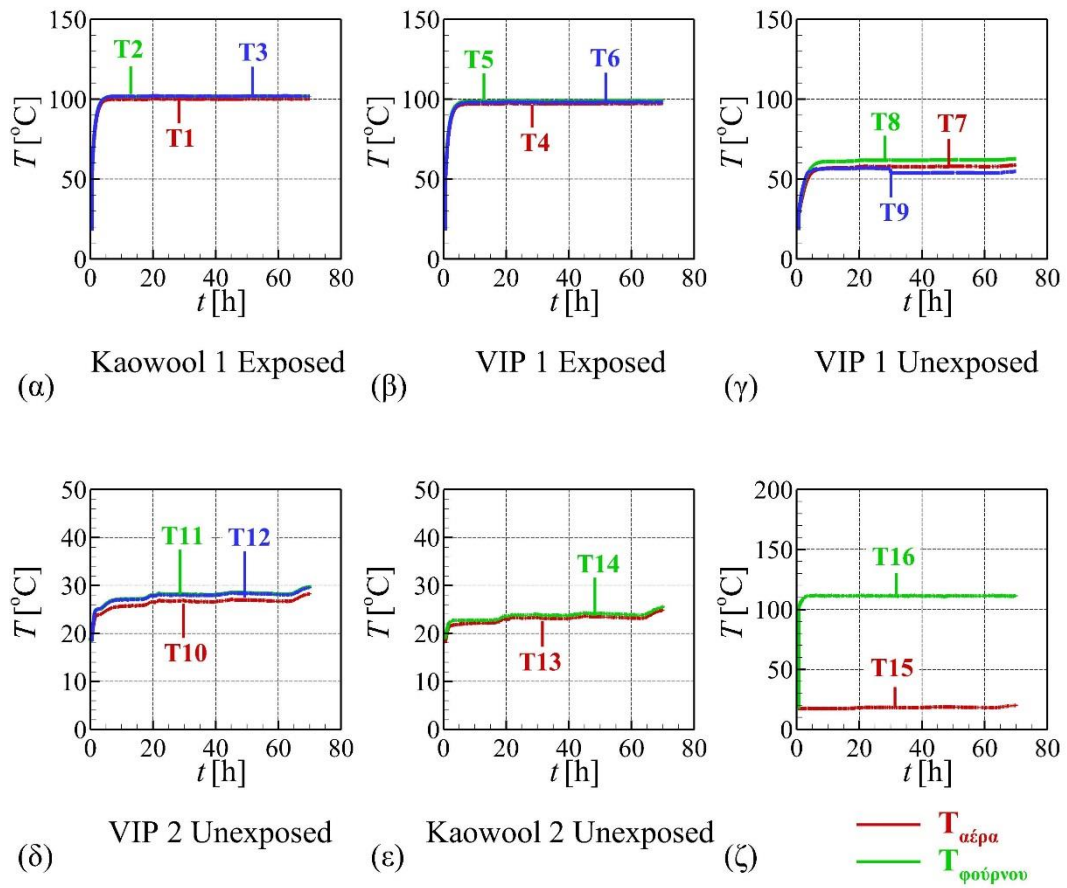 150
T2
T3
100
T [°C]
T1
50
0
0 20 40 60 80
t [h]
Kaowool 1 Exposed
(α)
150
T5
T6
100
T [°C]
T4
50
0
0 20 40 60 80
t [h]
VIP 1 Exposed
(β)
150
100
T [°C]
T8
T7
50
T9
0
0 20 40 60 80
t [h]
VIP 1 Unexposed
(γ)
50
40
T11
T12
30
T [°C]
20
T10
10
0
0 20 40 60 80
t [h]
VIP 2 Unexposed
(δ)
50
40
T14
30
T [°C]
20
T13
10
0
0 20 40 60 80
t [h]
Kaowool 2 Unexposed
(ε)
200
150
T16
T [°C]
100
50
T15
0
0 20 40 60 80
t [h]
(ζ)
Tαέρα
Tφούρνου